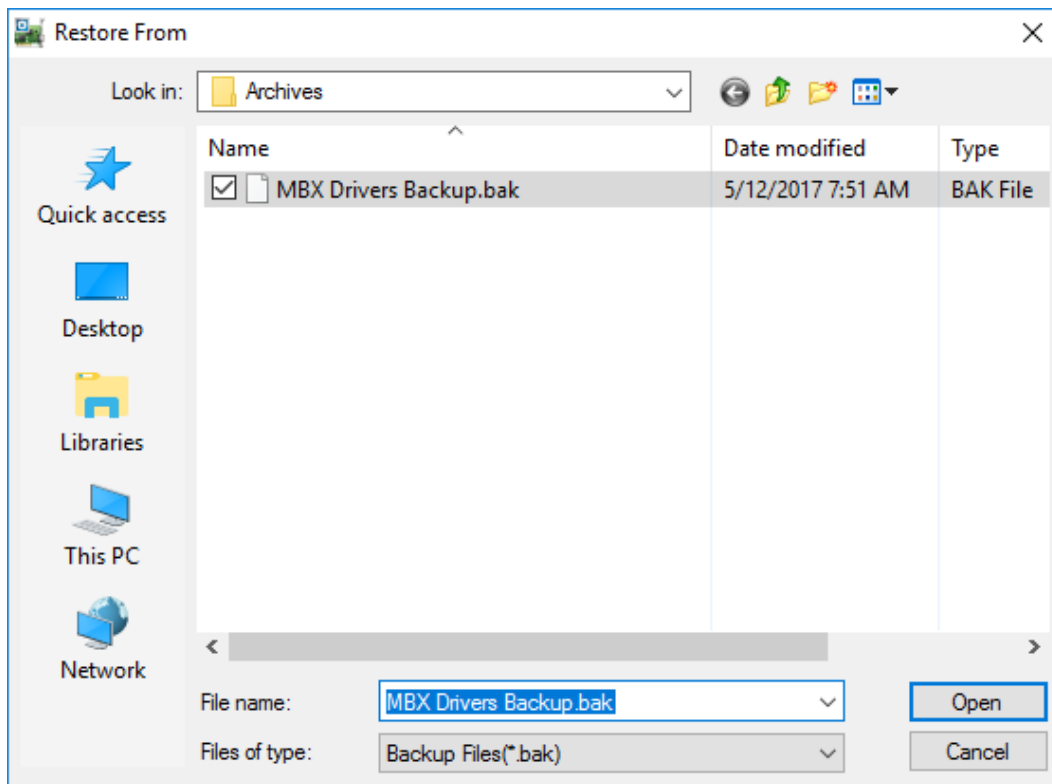 Restore From
Look in: Archives
Name Date modified Type
MBX Drivers Backup.bak 5/12/2017 7:51 AM BAK File
Quick access
Desktop
Libraries
This PC
Network
File name: MBX Drivers Backup.bak Open
Files of type: Backup Files(*.bak) Cancel